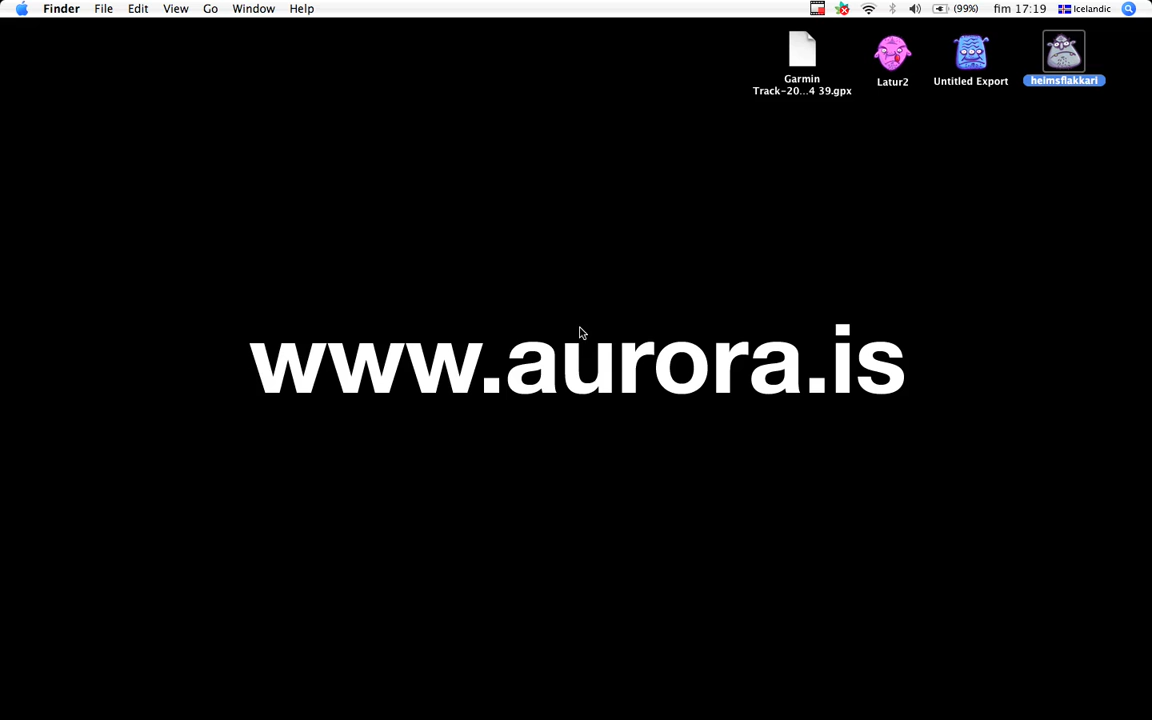 Finder File Edit View Go Window Help (99%) fim 17:19 Icelandic
Garmin
Track-20...4 39.gpx
Latur2
Untitled Export
heimsflakkari
www.aurora.is